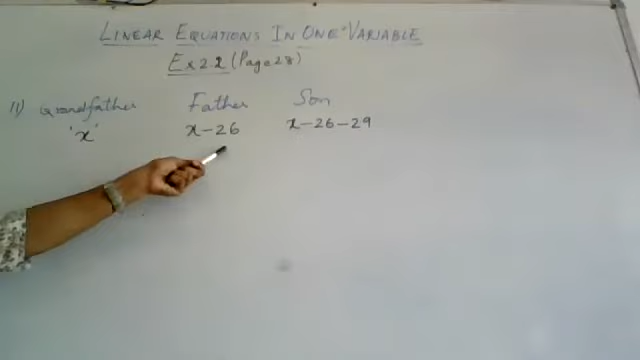 LINEAR EQUATIONS IN ONE VARIABLE
Ex 2.2 (Page 28)
11) Grandfather Father Son
'x' x-26 x-26-29